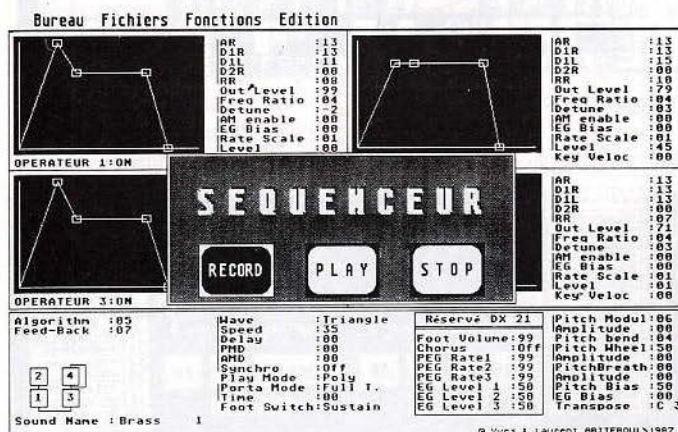 Bureau Fichiers Fonctions Edition
AR :13
D1R :13
D1L :11
D2R :00
RR :08
Out Level :99
Freq Ratio :04
Detune :-2
AM enable :00
EG Bias :00
Rate Scale :01
Level :00
OPERATEUR 1:ON
AR :13
D1R :13
D1L :15
D2R :00
RR :10
Out Level :79
Freq Ratio :04
Detune :03
AM enable :00
EG Bias :00
Rate Scale :01
Level :45
Key Veloc :00
SEQUENCEUR
RECORD
PLAY
STOP
OPERATEUR 3:ON
AR :13
D1R :13
D1L :13
D2R :00
RR :07
Out Level :71
Freq Ratio :04
Detune :03
AM enable :00
EG Bias :00
Rate Scale :01
Level :01
Key Veloc :00
Algorithm :05
Feed-Back :07
2 4
1 3
Sound Name : Brass 1
Wave :Triangle
Speed :35
Delay :00
PMD :00
AMD :00
Synchro :Off
Play Mode :Poly
Porta Mode :Full T.
Time :00
Foot Switch:Sustain
Réservé DX 21
Foot Volume:99
Chorus :Off
PEG Rate1 :99
PEG Rate2 :99
PEG Rate3 :99
EG Level 1 :50
EG Level 2 :50
EG Level 3 :50
Pitch Modul:06
Amplitude :00
Pitch bend :04
Pitch Wheel:50
Amplitude :00
PitchBreath:00
Amplitude :00
Pitch Bias :50
EG Bias :00
Transpose :C 3
Yves &amp; Laurent ABITEBOUL>1987